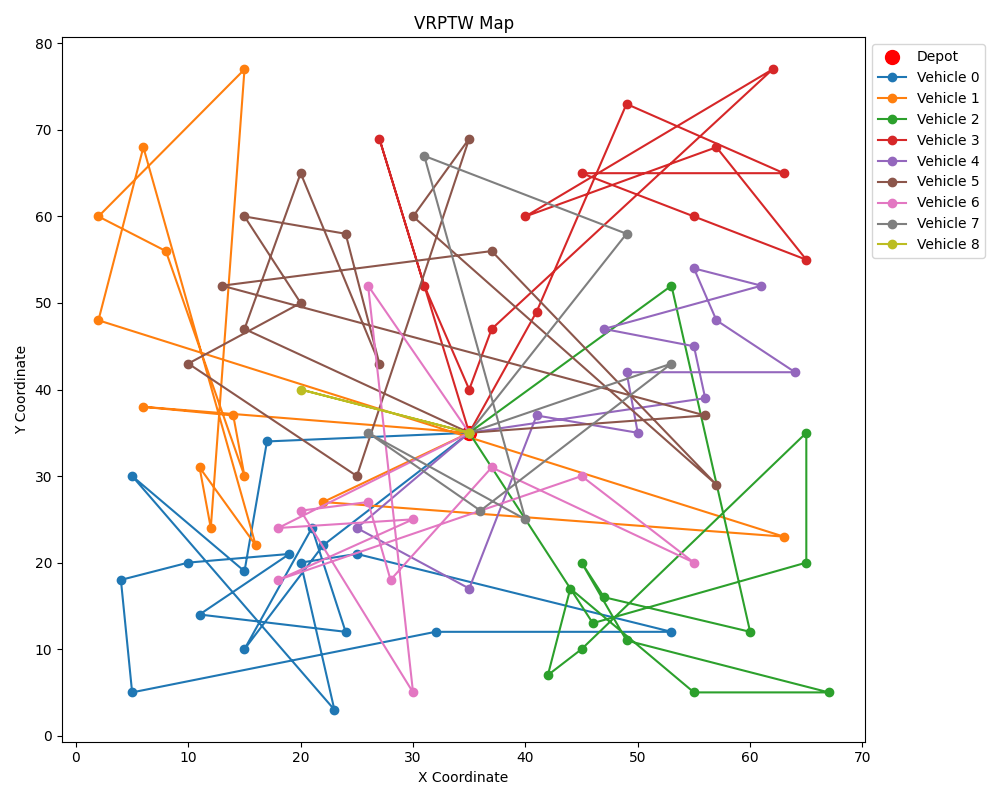 VRPTW Map
Y Coordinate
80
70
60
50
40
30
20
10
0
0 10 20 30 40 50 60 70
X Coordinate
Depot
Vehicle 0
Vehicle 1
Vehicle 2
Vehicle 3
Vehicle 4
Vehicle 5
Vehicle 6
Vehicle 7
Vehicle 8